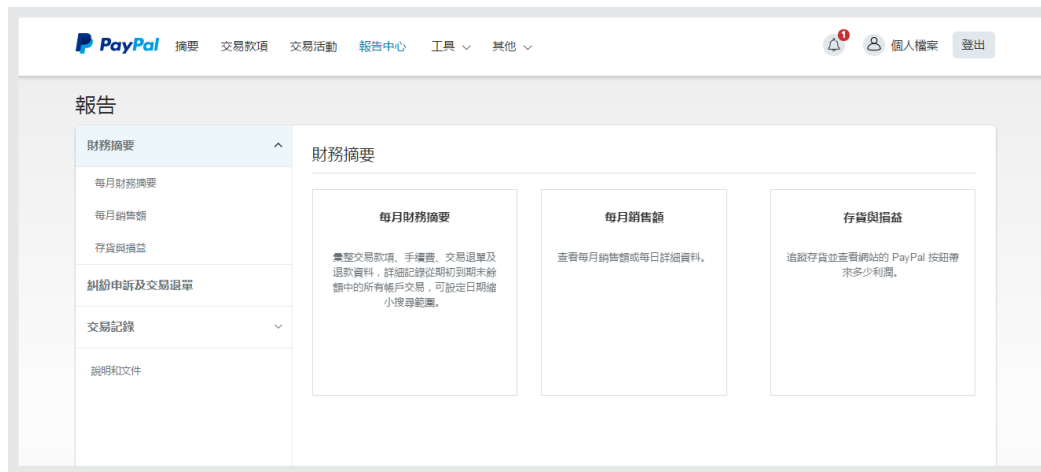 PayPal 摘要 交易款項 交易活動 報告中心 工具 其他 1 個人檔案 登出
報告
財務摘要
每月財務摘要
每月銷售額
存貨與損益
糾紛申訴及交易退單
交易記錄
說明和文件
財務摘要
每月財務摘要
彙整交易款項、手續費、交易退單及
退款資料，詳細記錄從期初到期末餘
額中的所有帳戶交易，可設定日期縮
小搜尋範圍。
每月銷售額
查看每月銷售額或每日詳細資料。
存貨與損益
追蹤存貨並查看網站的 PayPal 按鈕帶
來多少利潤。